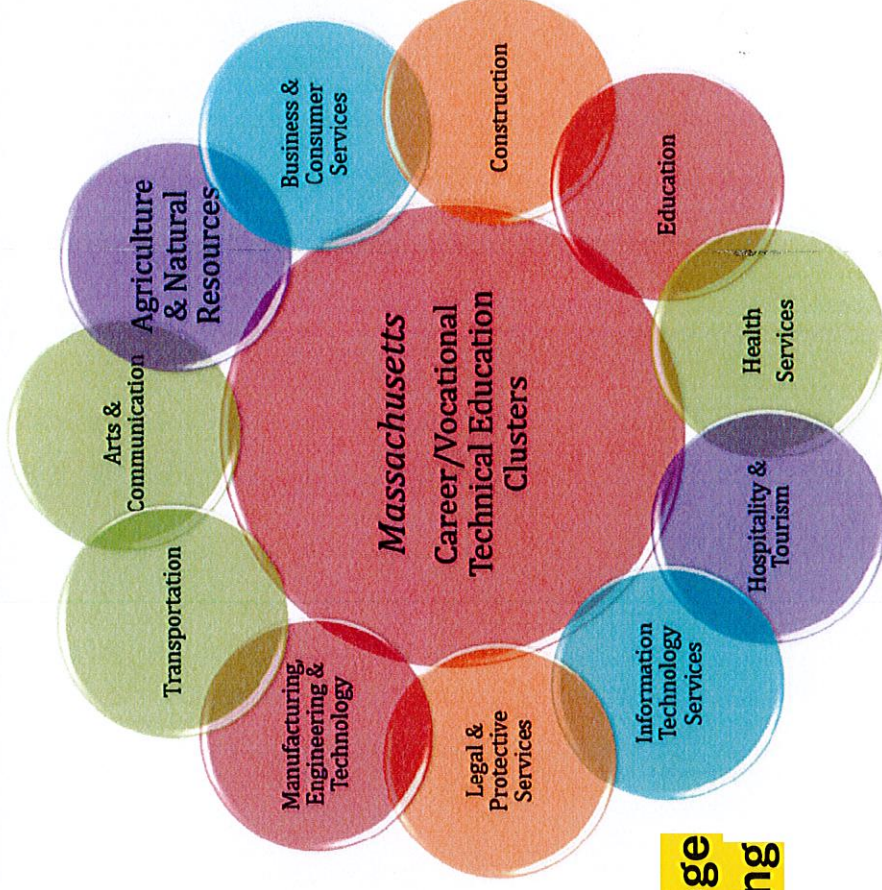 Massachusetts
Career/Vocational
Technical Education
Clusters
Agriculture
& Natural
Resources
Business &
Consumer
Services
Construction
Education
Health
Services
Hospitality &
Tourism
Information
Technology
Services
Legal &
Protective
Services
Manufacturing,
Engineering &
Technology
Transportation
Arts &
Communication
ge
ng